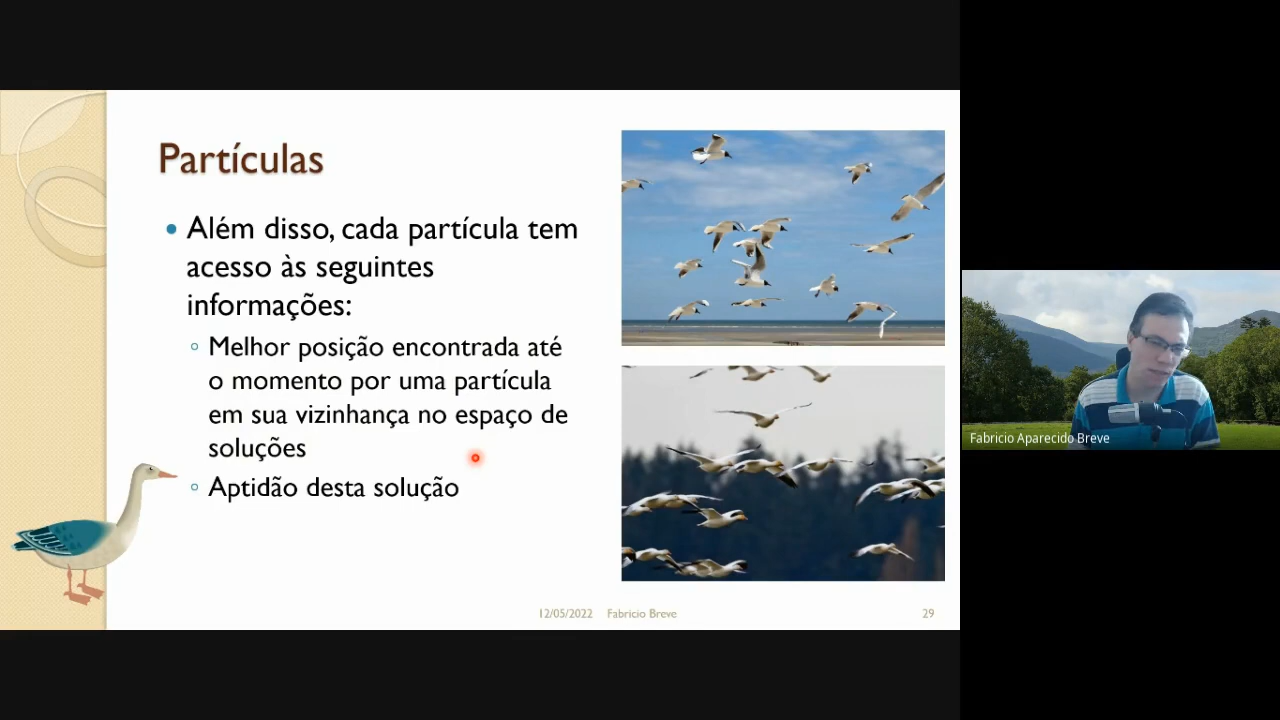 Partículas
Além disso, cada partícula tem
acesso às seguintes
informações:
Melhor posição encontrada até
o momento por uma partícula
em sua vizinhança no espaço de
soluções
Aptidão desta solução
12/05/2022 Fabricio Breve 29
Fabricio Aparecido Breve